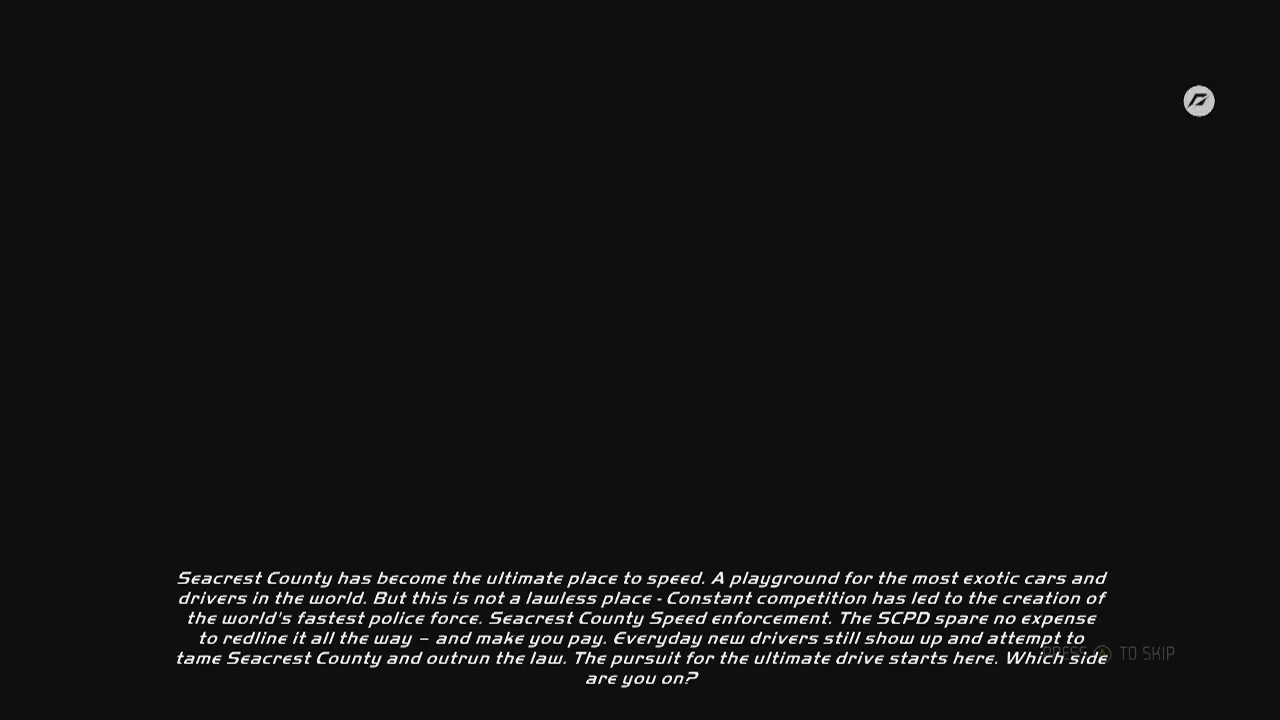 Seacrest County has become the ultimate place to speed. A playground for the most exotic cars and
drivers in the world. But this is not a lawless place - Constant competition has led to the creation of
the world's fastest police force. Seacrest County Speed enforcement. The SCPD spare no expense
to redline it all the way – and make you pay. Everyday new drivers still show up and attempt to
tame Seacrest County and outrun the law. The pursuit for the ultimate drive starts here. Which side
are you on?
PRESS A TO SKIP